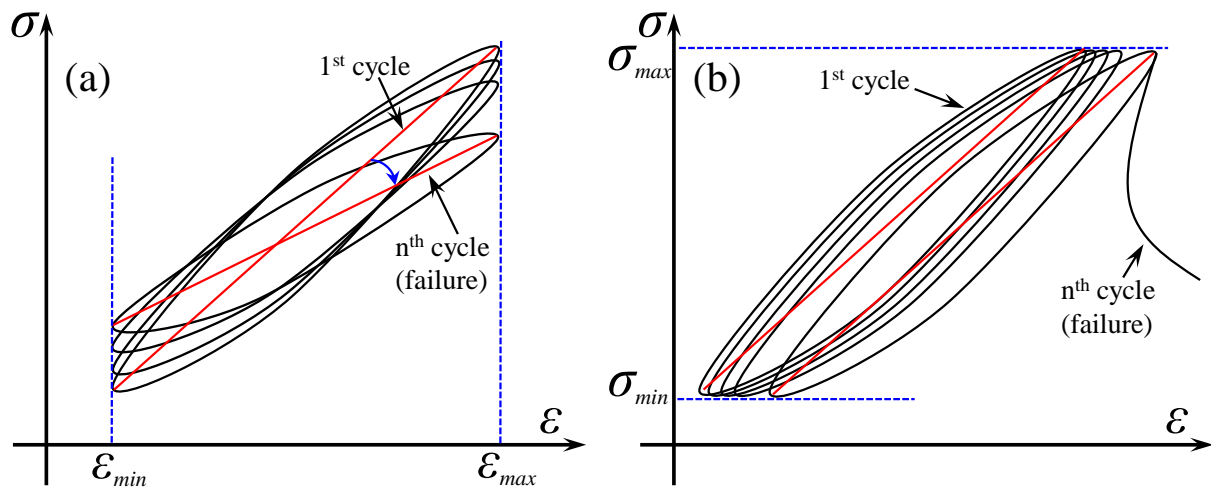 σ
(a)
1st cycle
nth cycle
(failure)
ε
εmin
εmax
σ
σmax
(b)
1st cycle
nth cycle
(failure)
σmin
ε